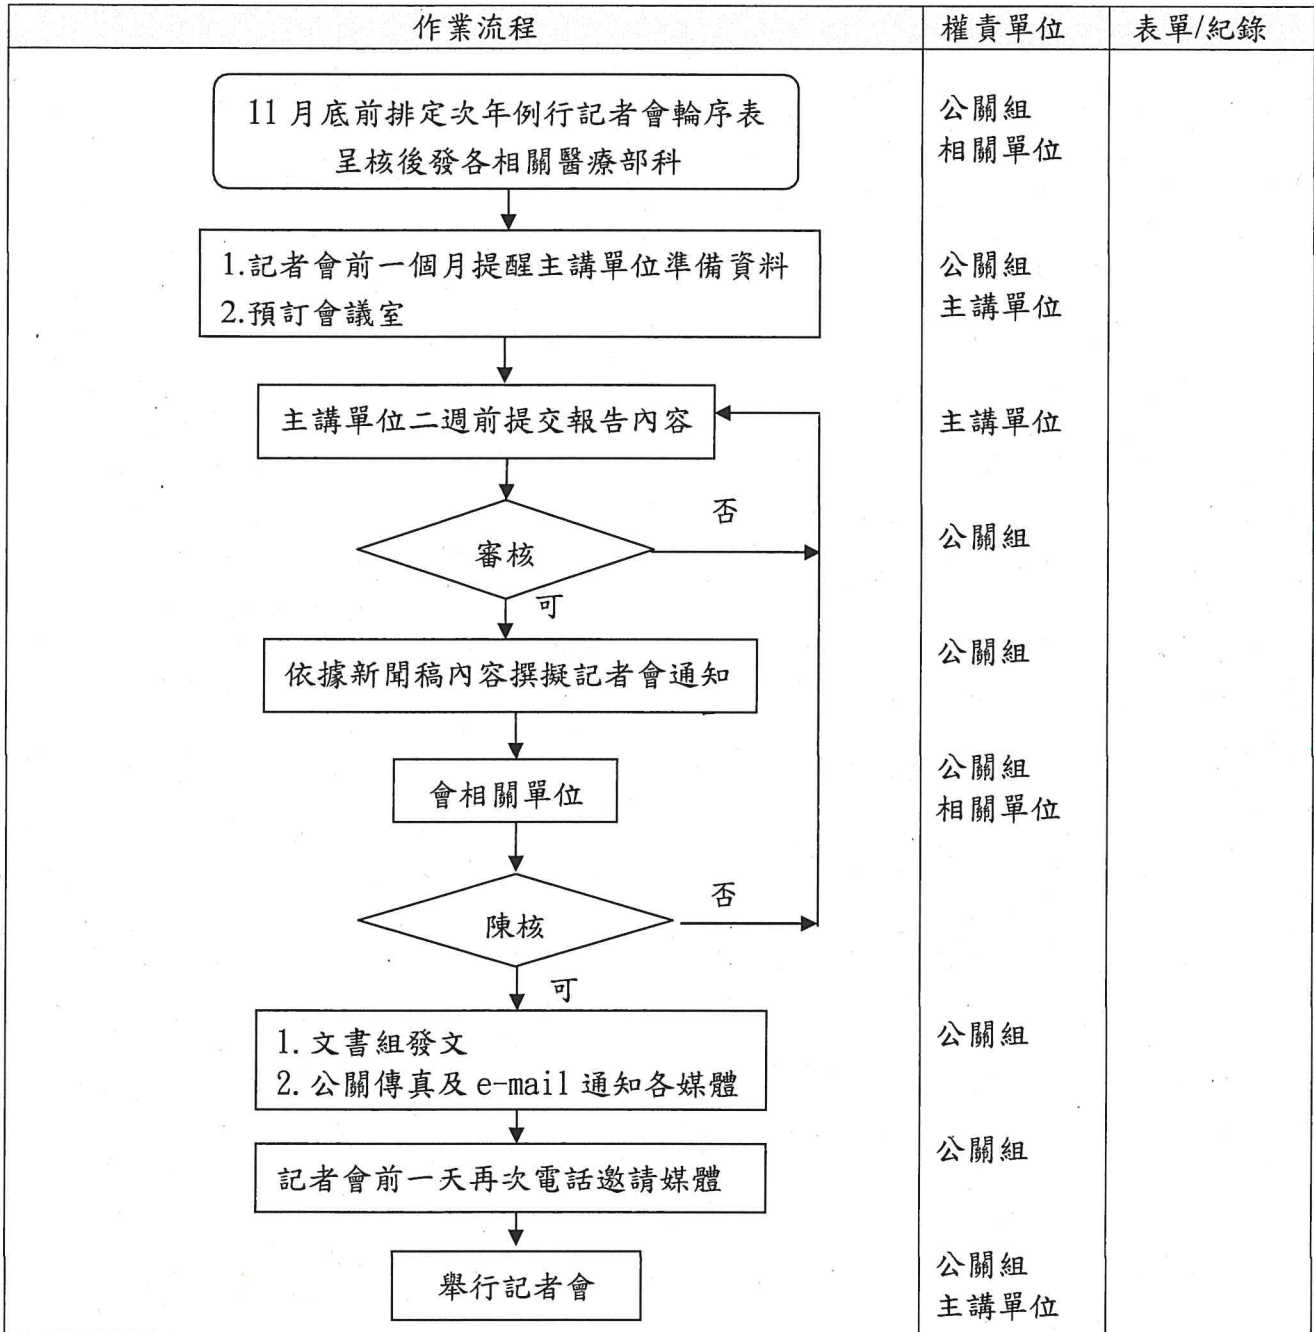 作業流程
權責單位
表單/紀錄
11月底前排定次年例行記者會輪序表
呈核後發各相關醫療部科
公關組
相關單位
1.記者會前一個月提醒主講單位準備資料
2.預訂會議室
公關組
主講單位
主講單位二週前提交報告內容
主講單位
否
審核
公關組
可
依據新聞稿內容撰擬記者會通知
公關組
會相關單位
公關組
相關單位
否
陳核
可
1.文書組發文
2.公關傳真及 e-mail 通知各媒體
公關組
記者會前一天再次電話邀請媒體
公關組
舉行記者會
公關組
主講單位